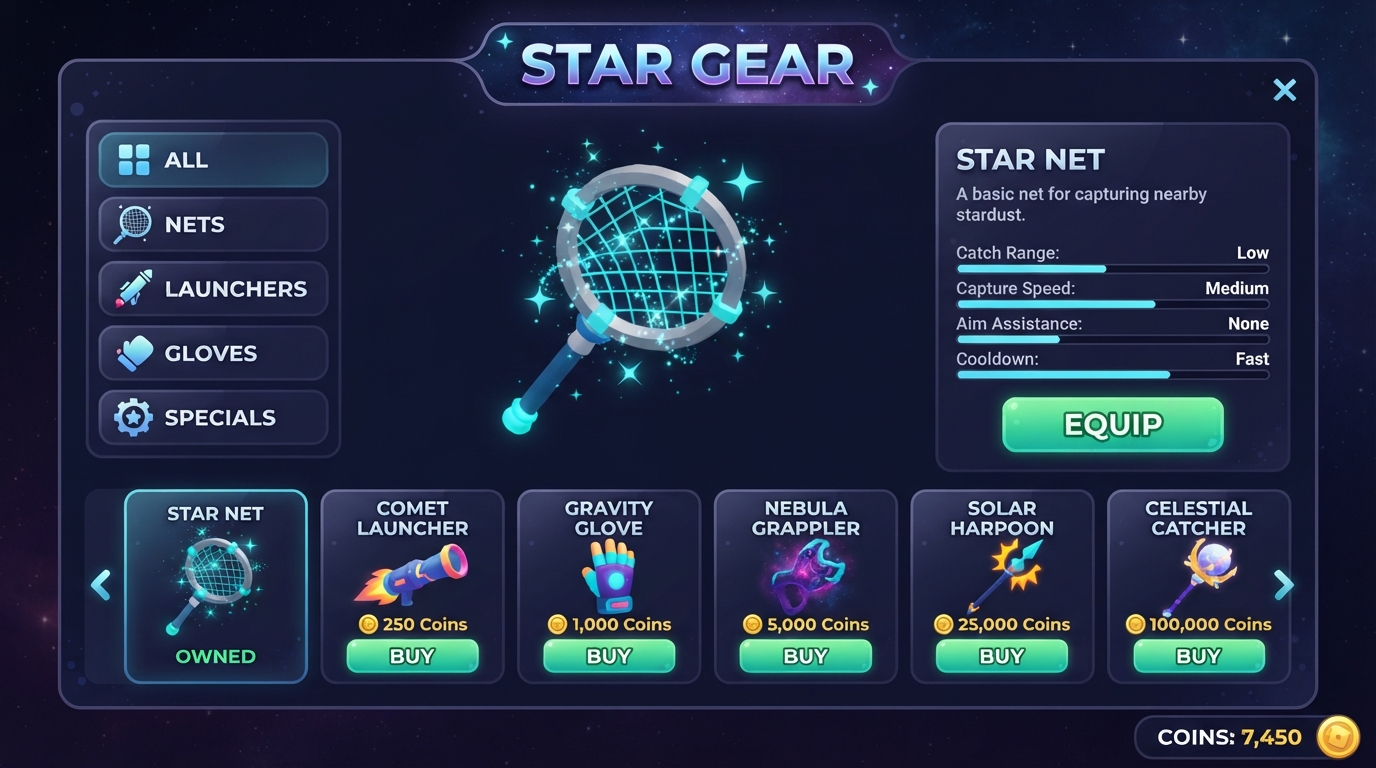 STAR GEAR
ALL
NETS
LAUNCHERS
GLOVES
SPECIALS
STAR NET
A basic net for capturing nearby
stardust.
Catch Range: Low
Capture Speed: Medium
Aim Assistance: None
Cooldown: Fast
EQUIP
STAR NET
OWNED
COMET
LAUNCHER
250 Coins
BUY
GRAVITY
GLOVE
1,000 Coins
BUY
NEBULA
GRAPPLER
5,000 Coins
BUY
SOLAR
HARPOON
25,000 Coins
BUY
CELESTIAL
CATCHER
100,000 Coins
BUY
COINS: 7,450